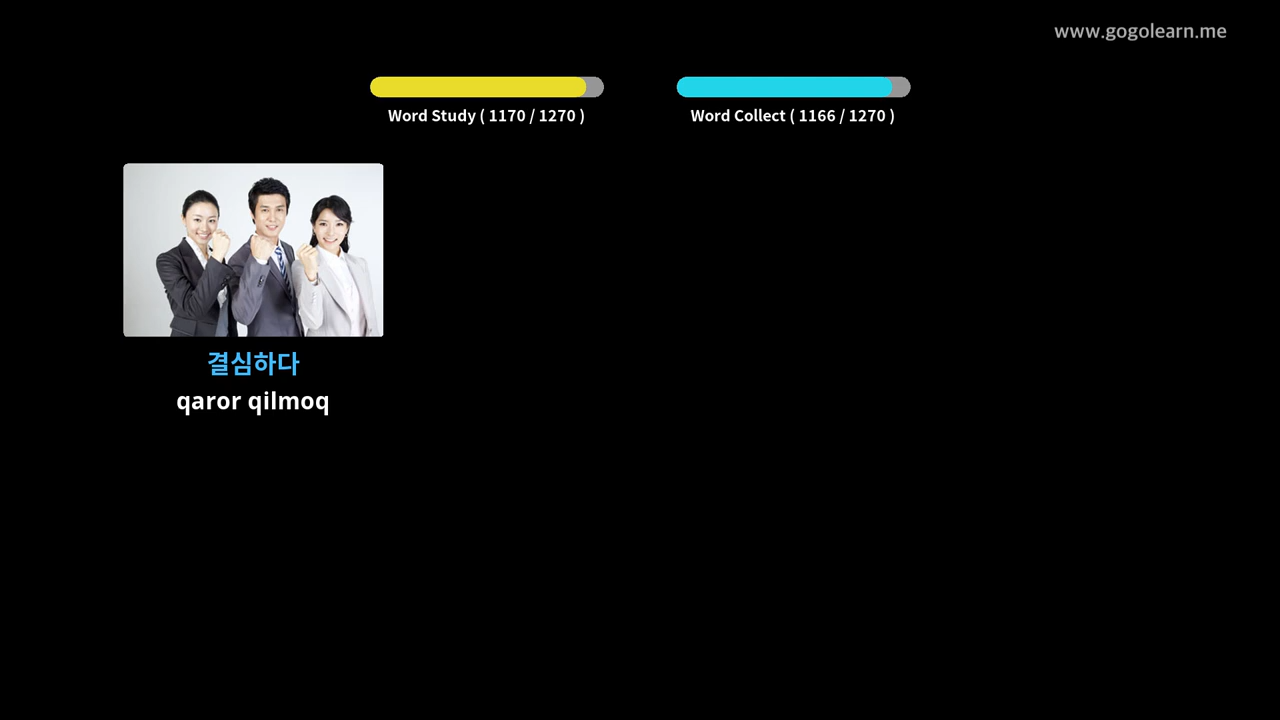 www.gogolearn.me
Word Study ( 1170 / 1270 )
Word Collect ( 1166 / 1270 )
결심하다
qaror qilmoq